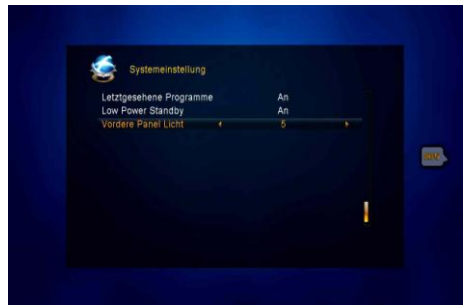 Systemeinstellung
Letztgesehene Programme An
Low Power Standby An
Vordere Panel Licht 5